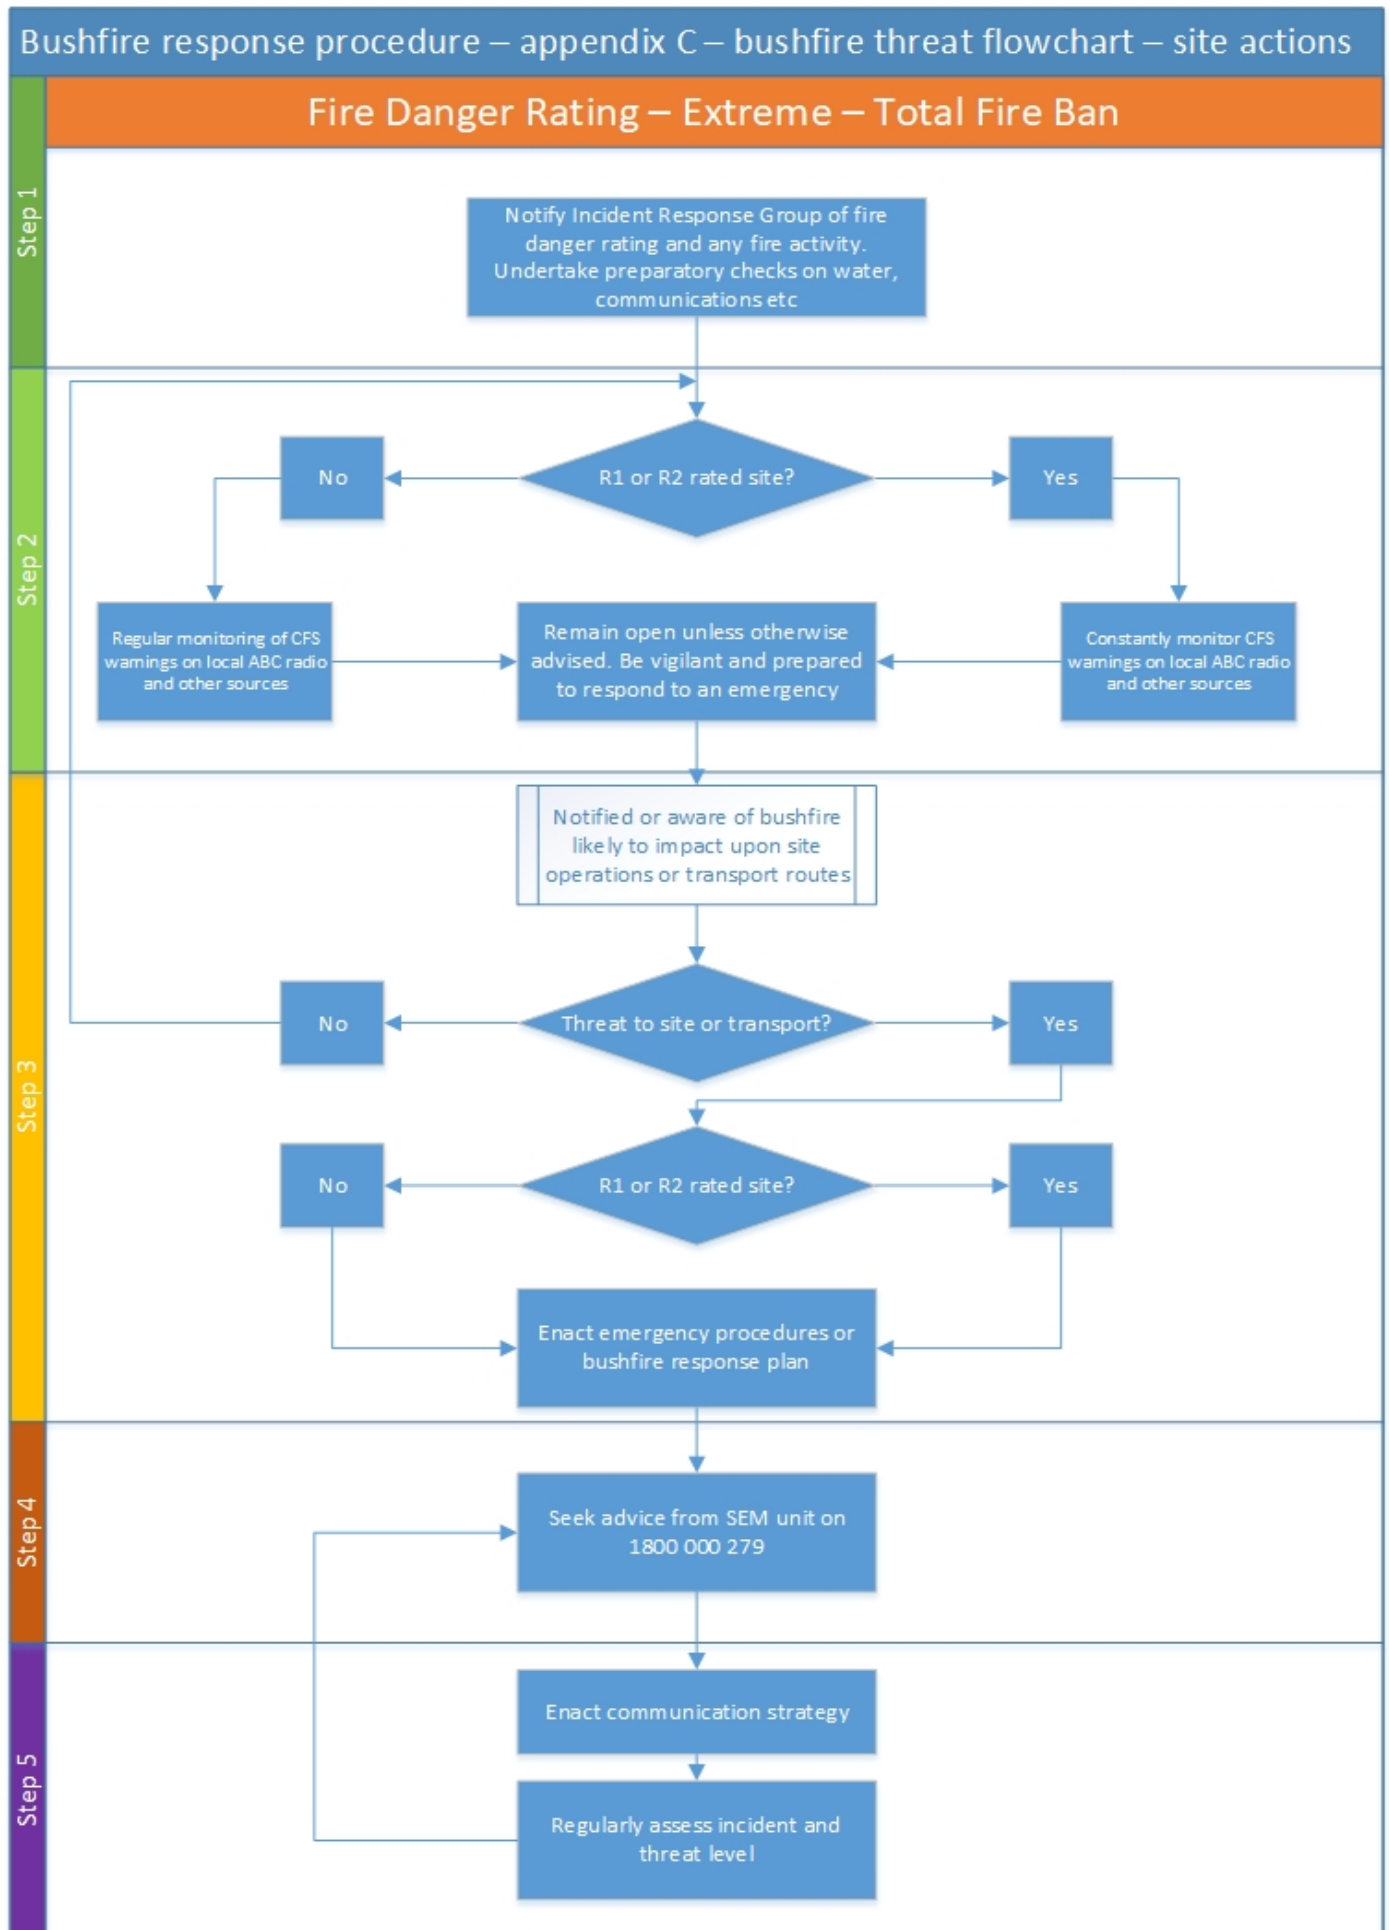 Bushfire response procedure – appendix C – bushfire threat flowchart – site actions
Fire Danger Rating – Extreme – Total Fire Ban
Step 1
Notify Incident Response Group of fire
danger rating and any fire activity.
Undertake preparatory checks on water,
communications etc
Step 2
R1 or R2 rated site?
No
Yes
Regular monitoring of CFS
warnings on local ABC radio
and other sources
Remain open unless otherwise
advised. Be vigilant and prepared
to respond to an emergency
Constantly monitor CFS
warnings on local ABC radio
and other sources
Step 3
Notified or aware of bushfire
likely to impact upon site
operations or transport routes
No
Threat to site or transport?
Yes
No
R1 or R2 rated site?
Yes
Enact emergency procedures or
bushfire response plan
Step 4
Seek advice from SEM unit on
1800 000 279
Step 5
Enact communication strategy
Regularly assess incident and
threat level